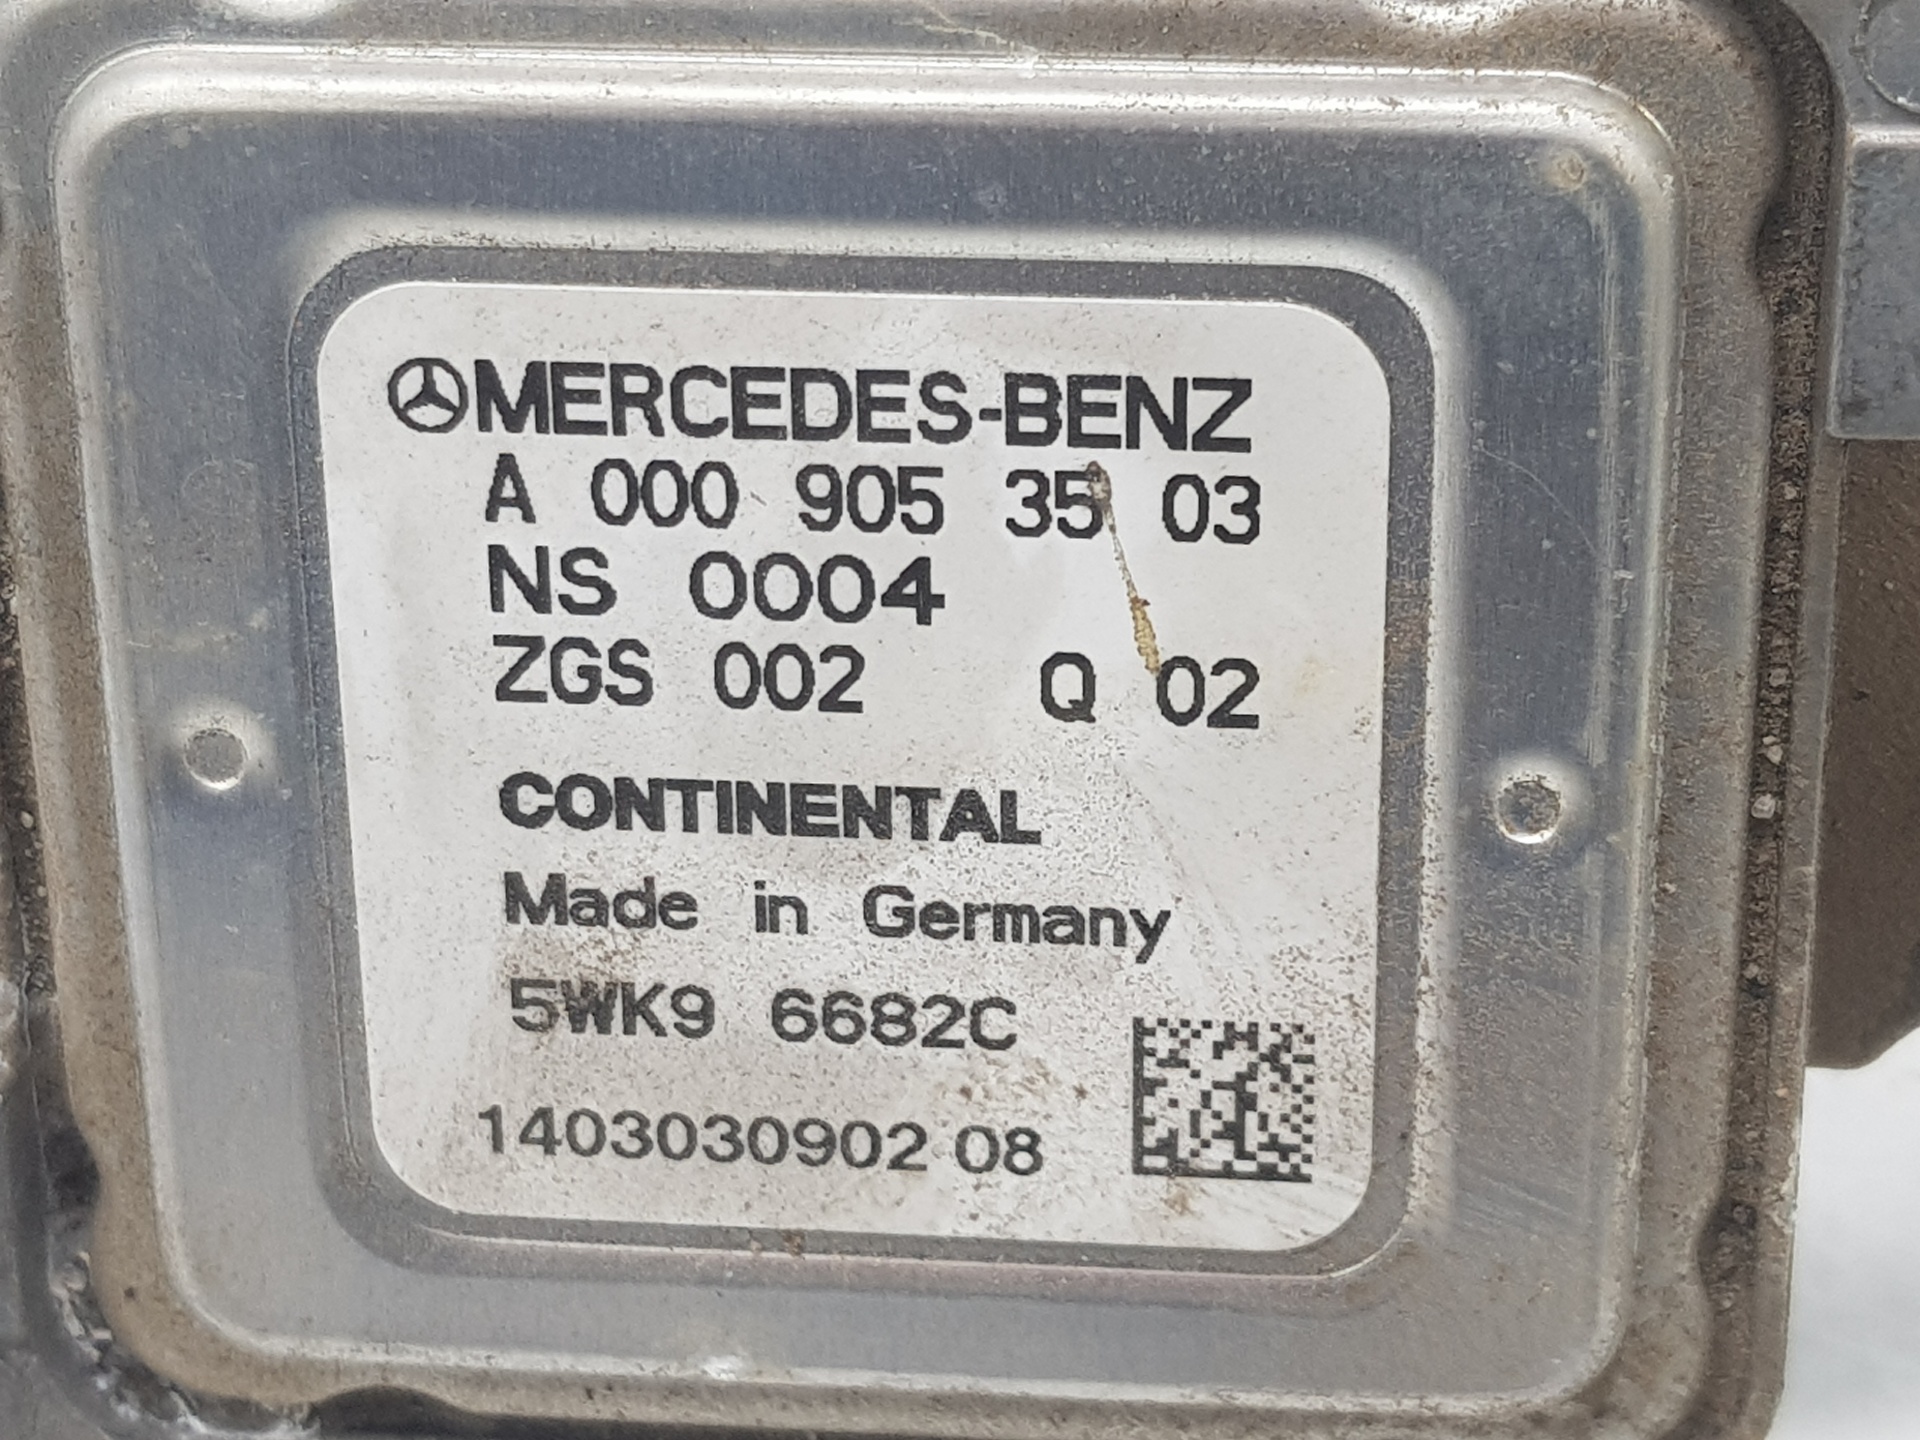 MERCEDES-BENZ
A 000 905 35 03
NS 0004
ZGS 002 Q 02
CONTINENTAL
Made in Germany
5WK9 6682C
1403030902 08